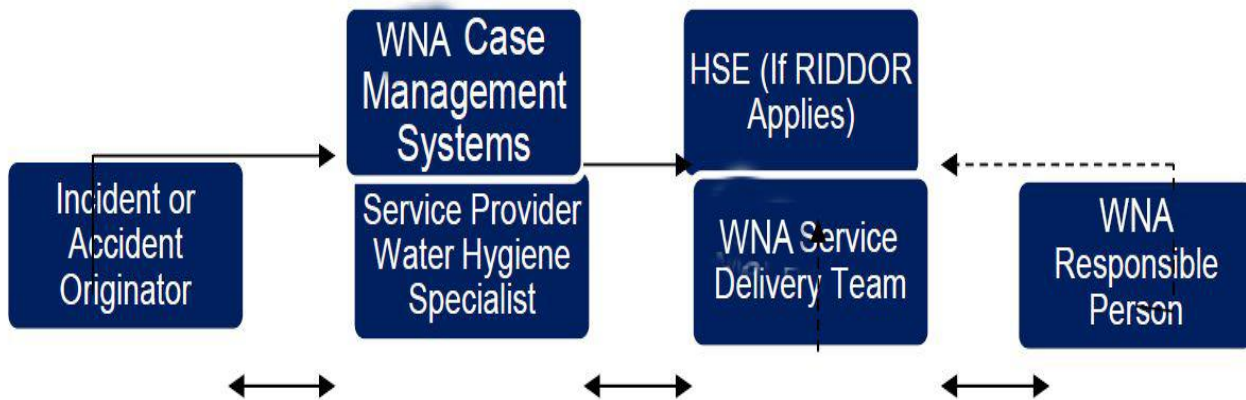 Incident or
Accident
Originator
WNA Case
Management
Systems
Service Provider
Water Hygiene
Specialist
HSE (If RIDDOR
Applies)
WNA Service
Delivery Team
WNA
Responsible
Person